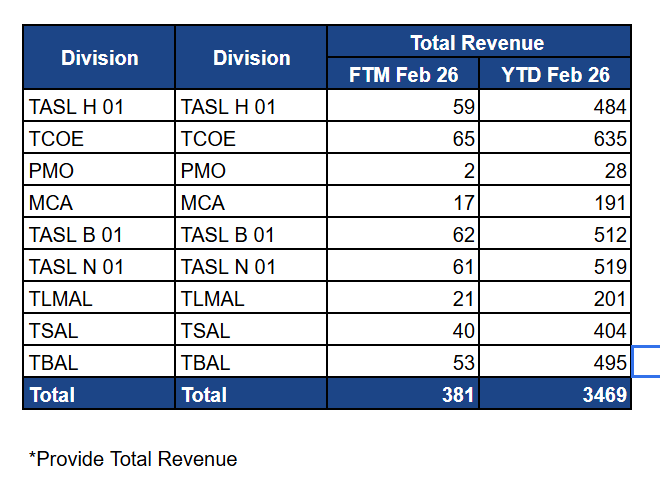 Division Division Total Revenue
FTM Feb 26 YTD Feb 26
TASL H 01 TASL H 01 59 484
TCOE TCOE 65 635
PMO PMO 2 28
MCA MCA 17 191
TASL B 01 TASL B 01 62 512
TASL N 01 TASL N 01 61 519
TLMAL TLMAL 21 201
TSAL TSAL 40 404
TBAL TBAL 53 495
Total Total 381 3469
*Provide Total Revenue